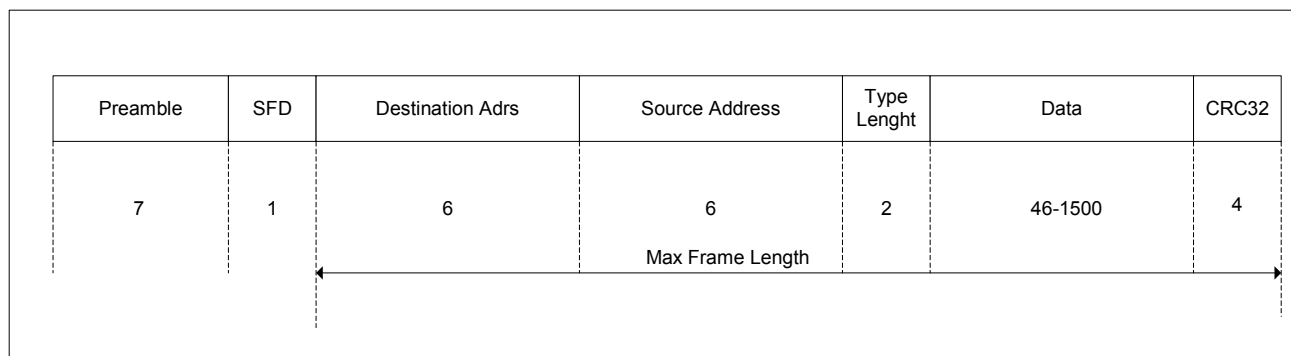 Preamble
SFD
Destination Adrs
Source Address
Type
Lenght
Data
CRC32
7
1
6
6
2
46-1500
4
Max Frame Length